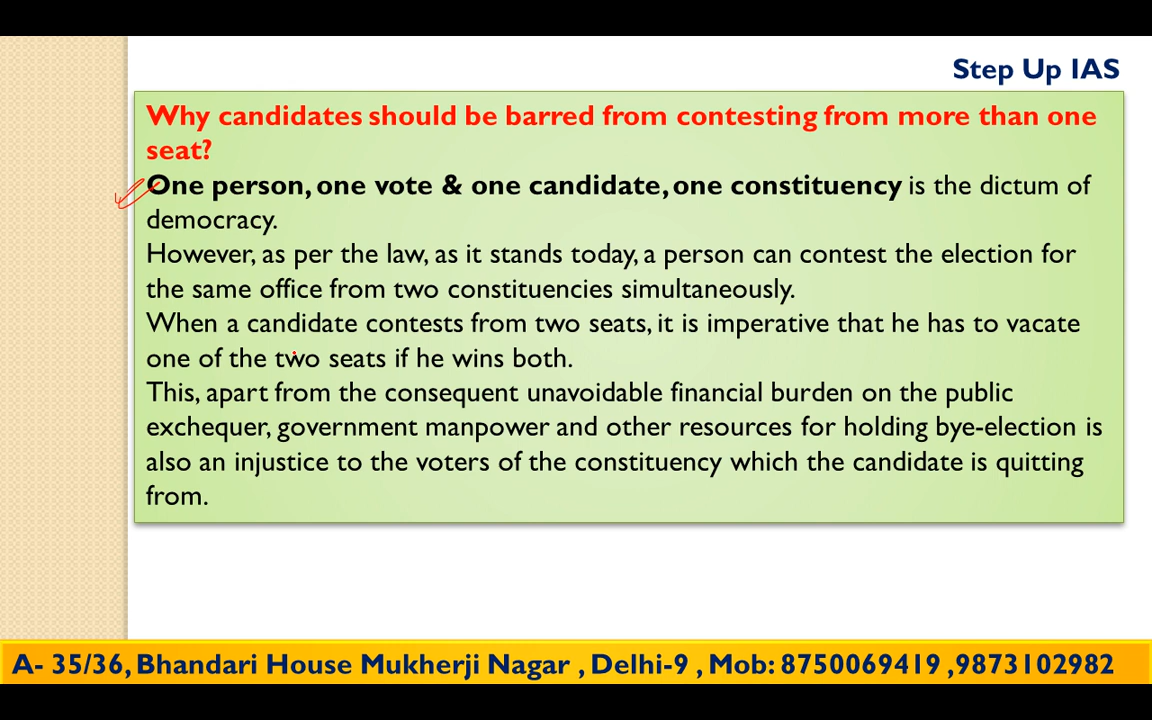 Step Up IAS
Why candidates should be barred from contesting from more than one
seat?
One person, one vote & one candidate, one constituency is the dictum of
democracy.
However, as per the law, as it stands today, a person can contest the election for
the same office from two constituencies simultaneously.
When a candidate contests from two seats, it is imperative that he has to vacate
one of the two seats if he wins both.
This, apart from the consequent unavoidable financial burden on the public
exchequer, government manpower and other resources for holding bye-election is
also an injustice to the voters of the constituency which the candidate is quitting
from.
A- 35/36, Bhandari House Mukherji Nagar , Delhi-9 , Mob: 8750069419 ,9873102982